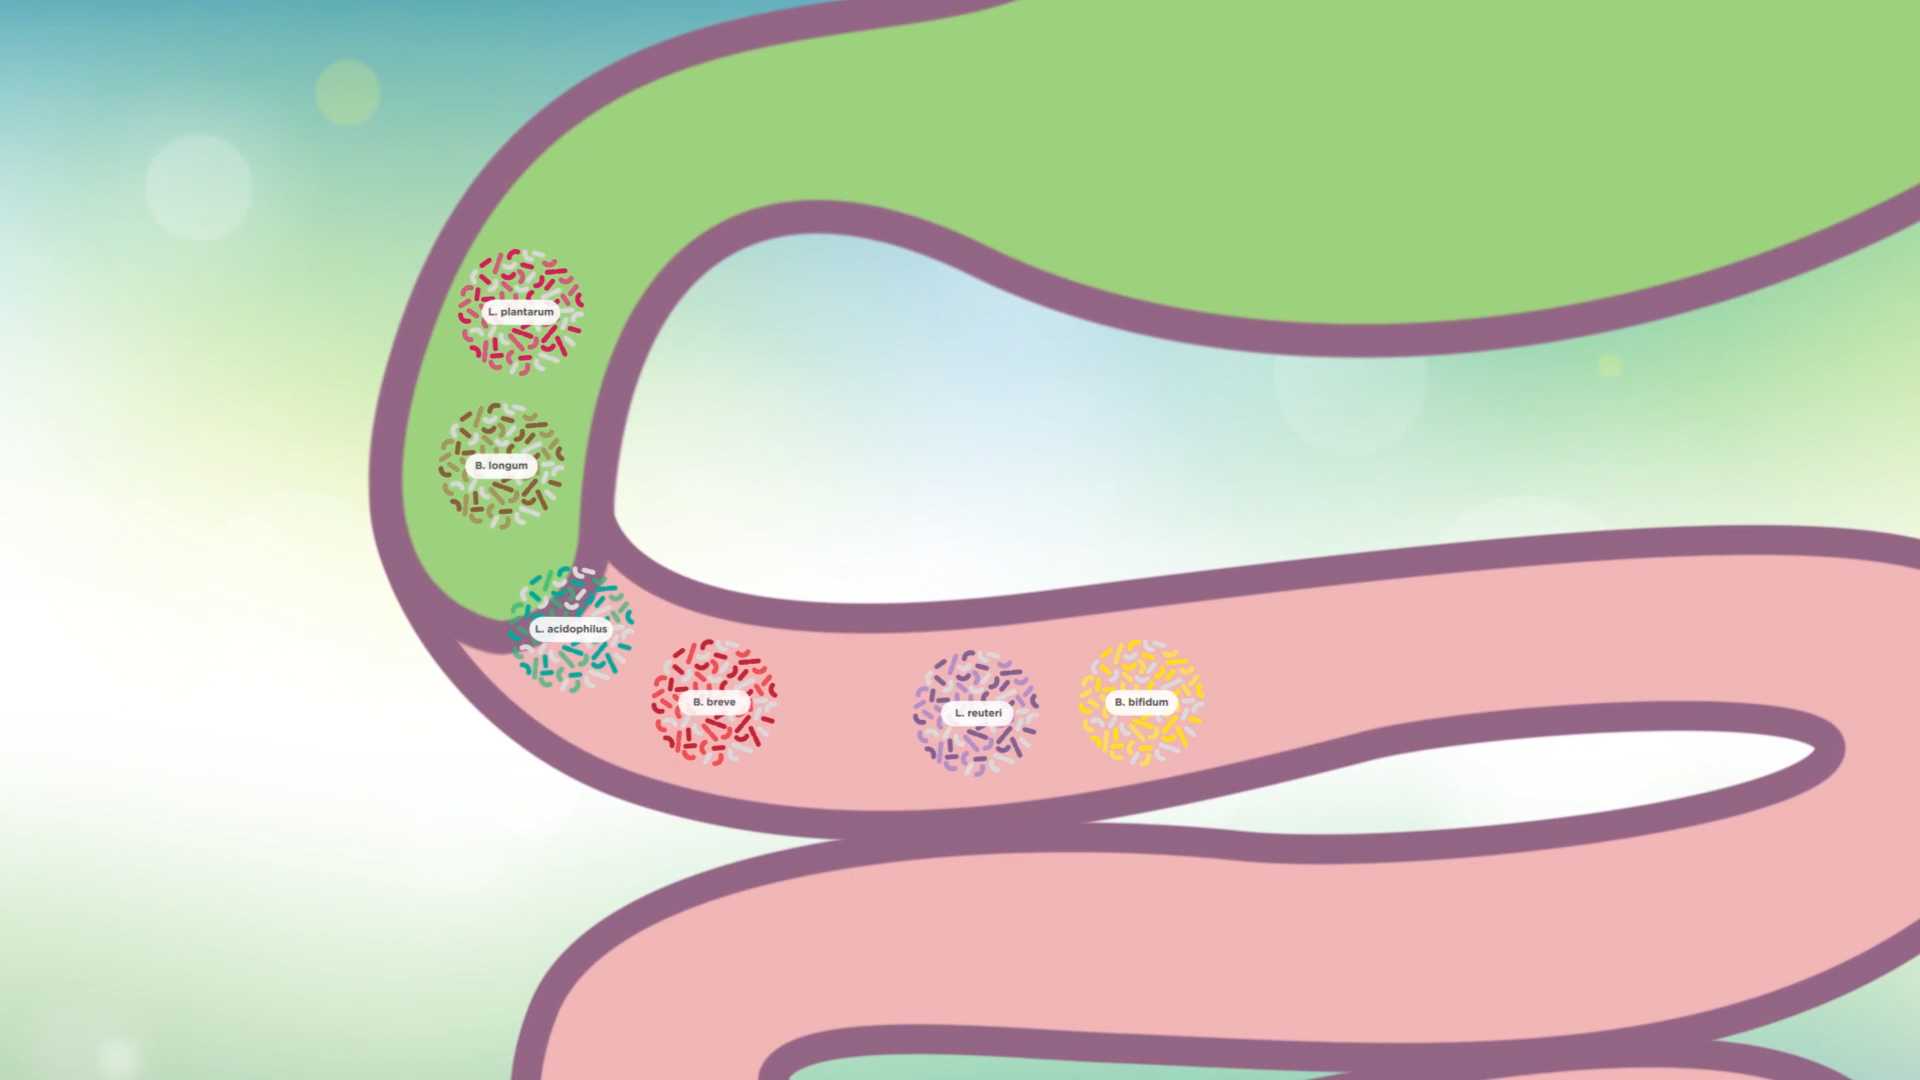 L. plantarum
B. longum
L. acidophilus
B. breve
L. reuteri
B. bifidum